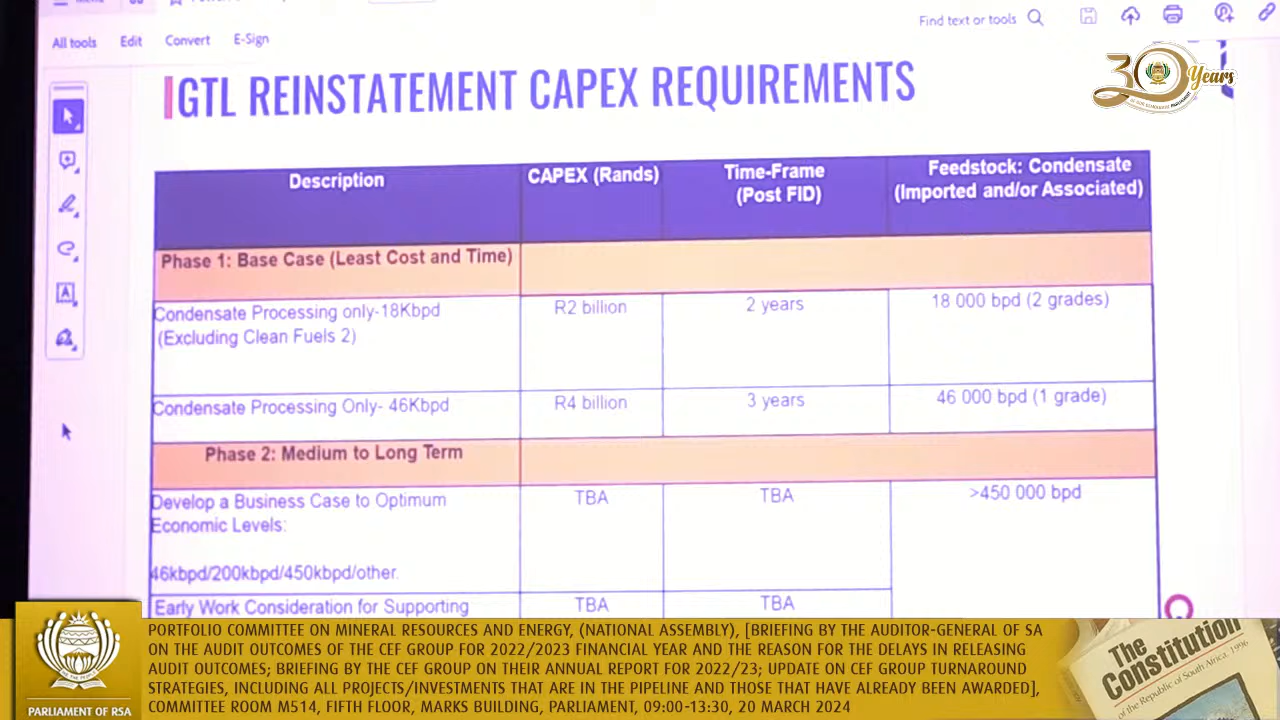 Find text or tools
All tools Edit Convert E-Sign
30 Years
GTL REINSTATEMENT CAPEX REQUIREMENTS
Description CAPEX (Rands) Time-Frame (Post FID) Feedstock: Condensate (Imported and/or Associated)
Phase 1: Base Case (Least Cost and Time)
Condensate Processing only-18Kbpd (Excluding Clean Fuels 2) R2 billion 2 years 18 000 bpd (2 grades)
Condensate Processing Only- 46Kbpd R4 billion 3 years 46 000 bpd (1 grade)
Phase 2: Medium to Long Term
Develop a Business Case to Optimum Economic Levels: TBA TBA >450 000 bpd
46kbpd/200kbpd/450kbpd/other.
Early Work Consideration for Supporting TBA TBA
PORTFOLIO COMMITTEE ON MINERAL RESOURCES AND ENERGY, (NATIONAL ASSEMBLY), [BRIEFING BY THE AUDITOR-GENERAL OF SA
ON THE AUDIT OUTCOMES OF THE CEF GROUP FOR 2022/2023 FINANCIAL YEAR AND THE REASON FOR THE DELAYS IN RELEASING
AUDIT OUTCOMES; BRIEFING BY THE CEF GROUP ON THEIR ANNUAL REPORT FOR 2022/23; UPDATE ON CEF GROUP TURNAROUND
STRATEGIES, INCLUDING ALL PROJECTS/INVESTMENTS THAT ARE IN THE PIPELINE AND THOSE THAT HAVE ALREADY BEEN AWARDED],
COMMITTEE ROOM M514, FIFTH FLOOR, MARKS BUILDING, PARLIAMENT, 09:00-13:30, 20 MARCH 2024
PARLIAMENT OF RSA
The
Constitution
of the Republic of South Africa, 1996